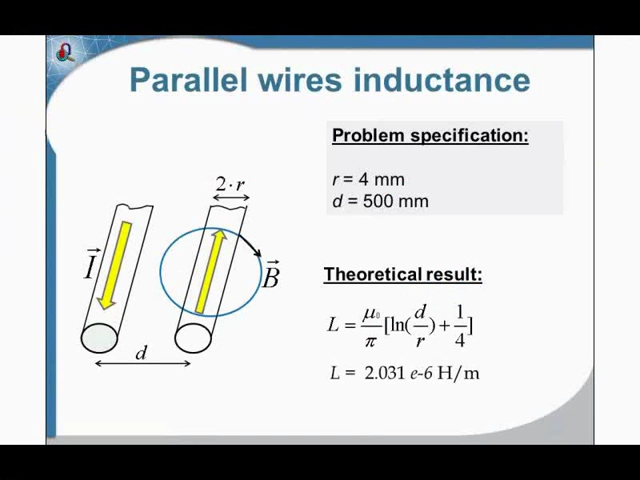 Parallel wires inductance
Problem specification:
r = 4 mm
d = 500 mm
2·r
I
B
d
Theoretical result:
L = μ₀/π [ln(d/r) + 1/4]
L = 2.031 e-6 H/m